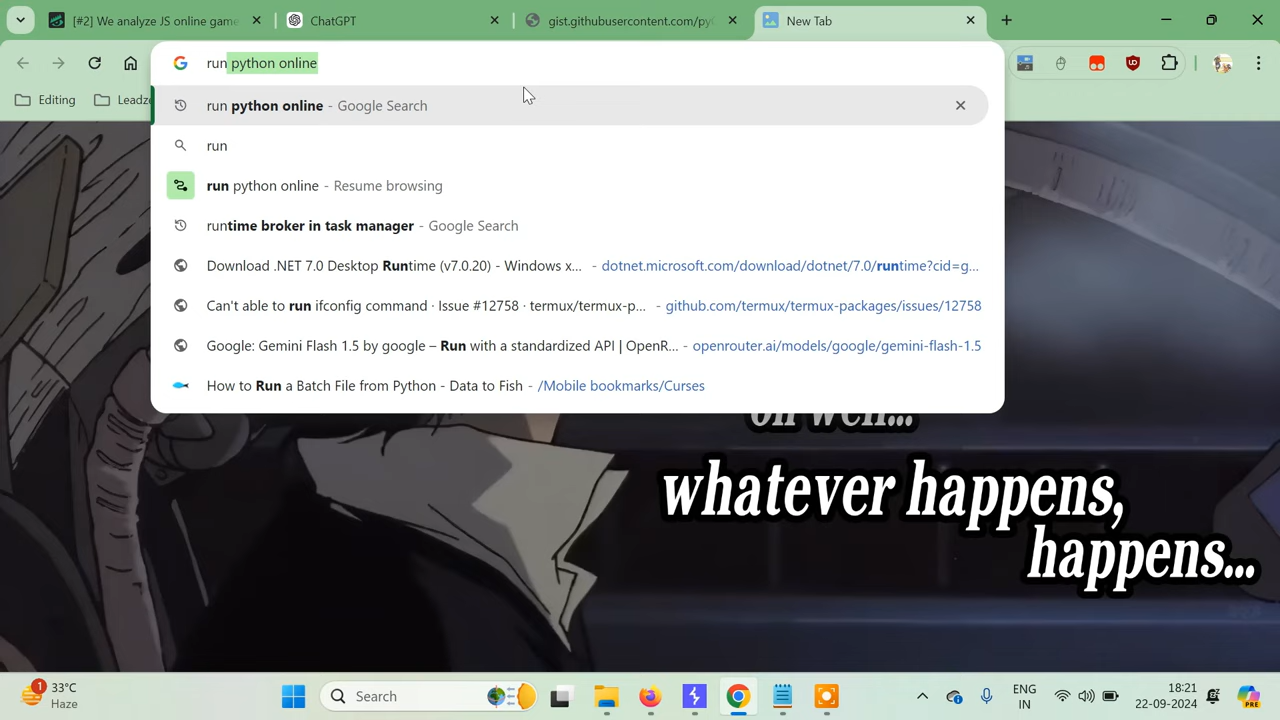 [#2] We analyze JS online game
ChatGPT
gist.githubusercontent.com/py
New Tab
run python online
Editing
Leadz
run python online - Google Search
run
run python online - Resume browsing
runtime broker in task manager - Google Search
Download .NET 7.0 Desktop Runtime (v7.0.20) - Windows x... - dotnet.microsoft.com/download/dotnet/7.0/runtime?cid=g...
Can't able to run ifconfig command · Issue #12758 · termux/termux-p... - github.com/termux/termux-packages/issues/12758
Google: Gemini Flash 1.5 by google – Run with a standardized API | OpenR... - openrouter.ai/models/google/gemini-flash-1.5
How to Run a Batch File from Python - Data to Fish - /Mobile bookmarks/Curses
oh well...
whatever happens,
happens...
1
33°C
Haze
Search
ENG
IN
18:21
22-09-2024
PRE